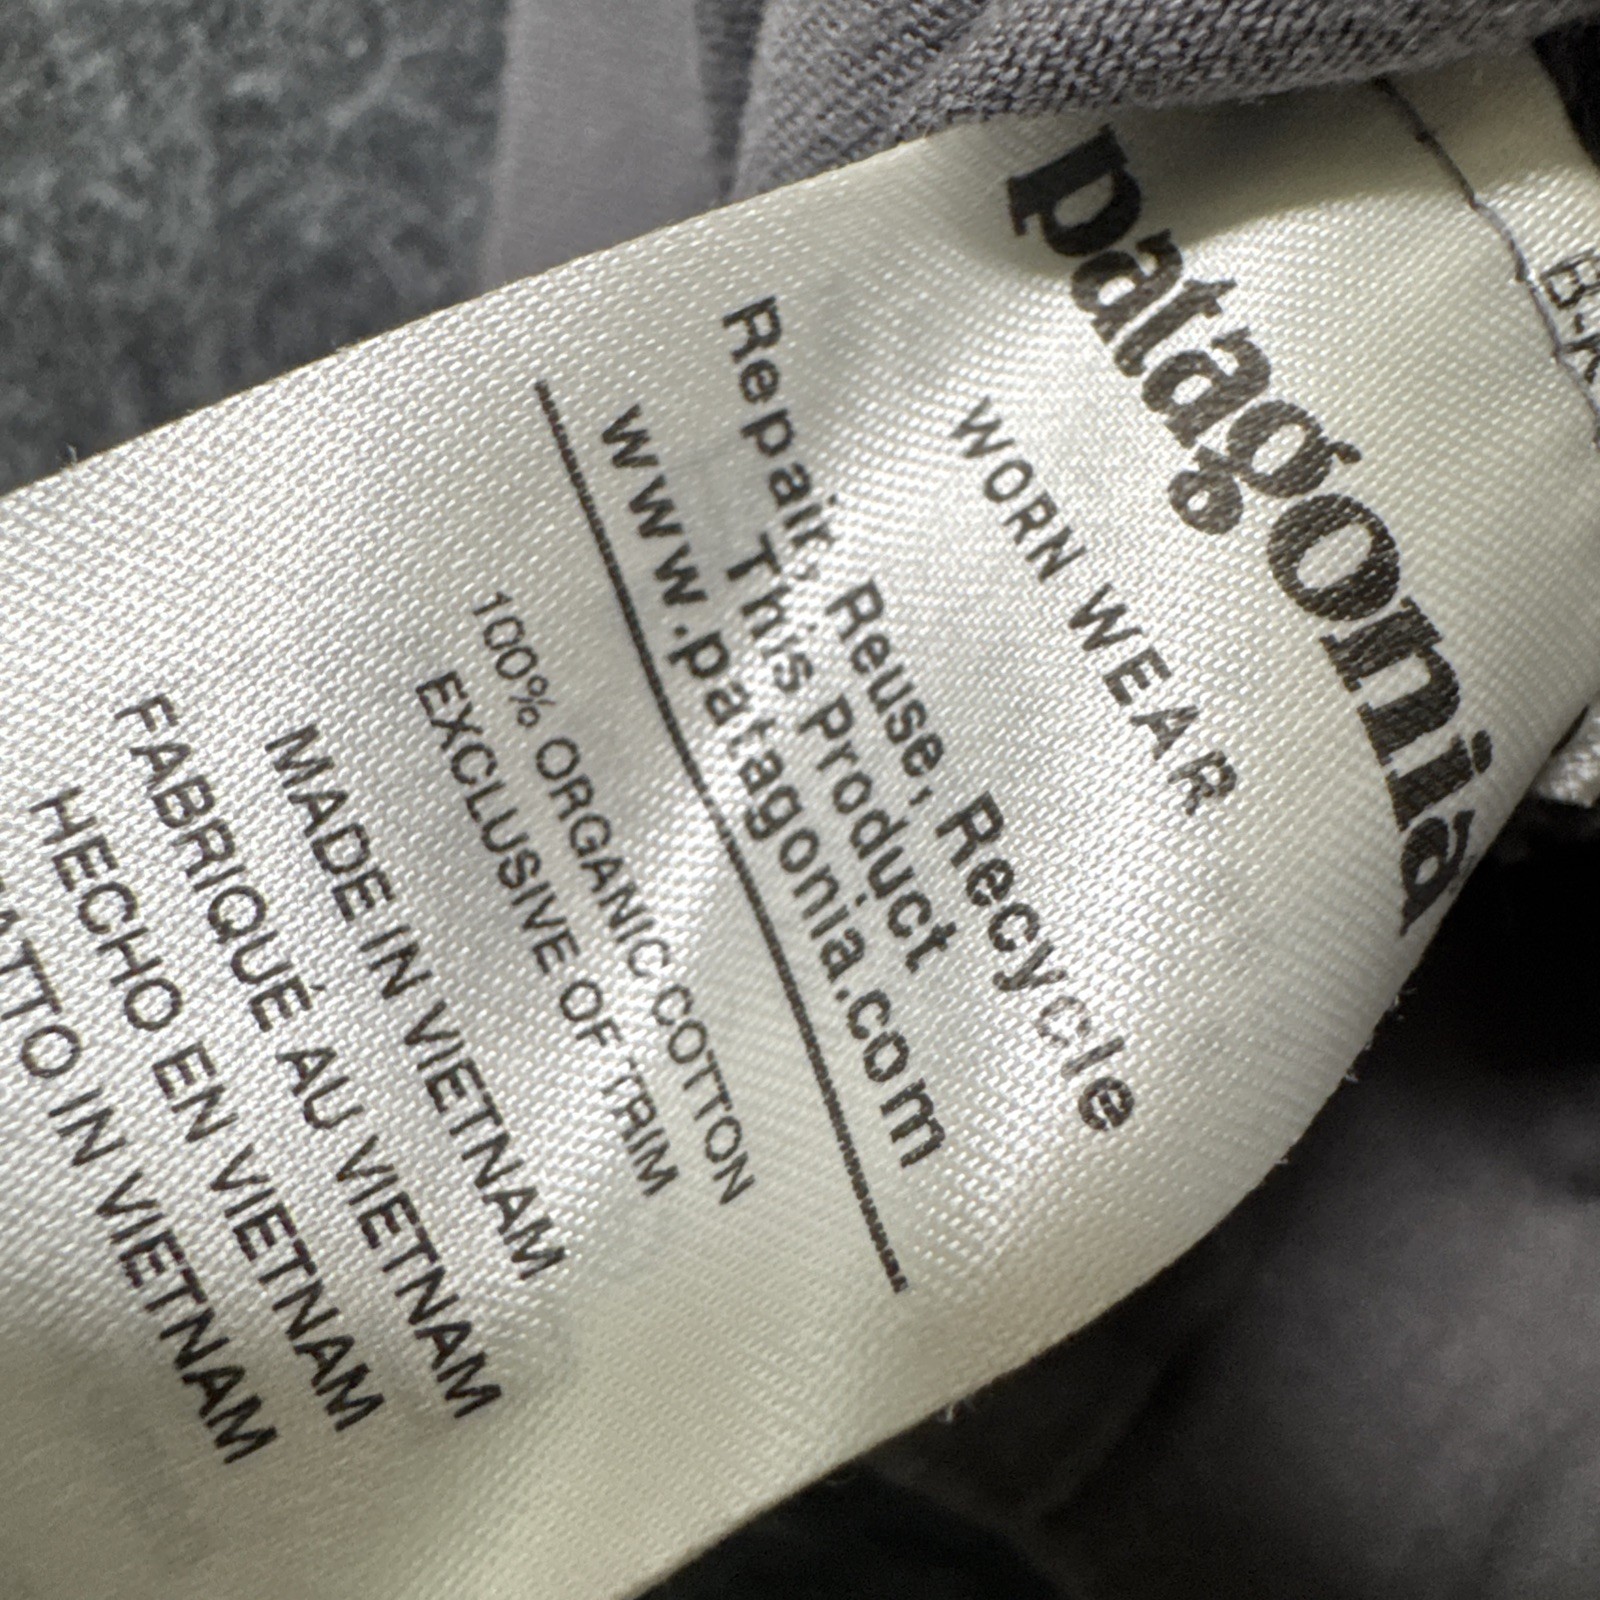 patagonia
WORN WEAR
Repair, Reuse, Recycle
This Product
www.patagonia.com
100% ORGANIC COTTON
EXCLUSIVE OF TRIM
MADE IN VIETNAM
FABRIQUÉ AU VIETNAM
HECHO EN VIETNAM
IN VIETNAM